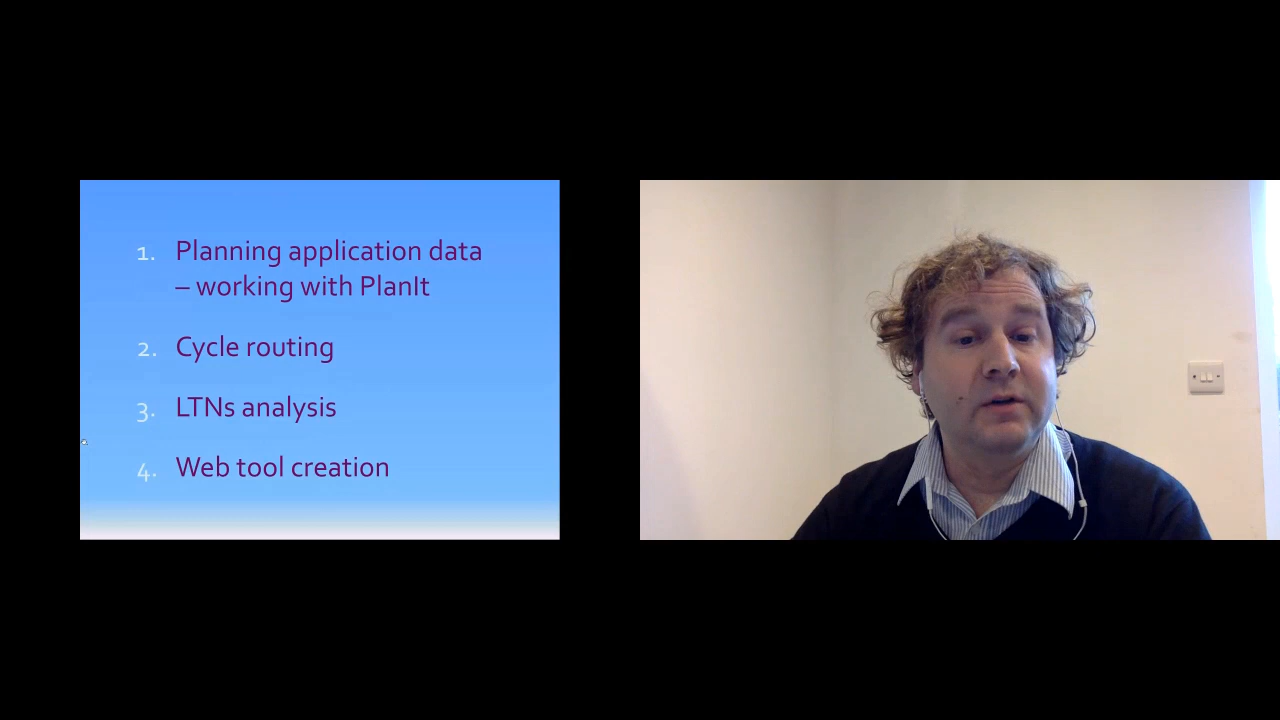 1. Planning application data
– working with PlanIt
2. Cycle routing
3. LTNs analysis
4. Web tool creation